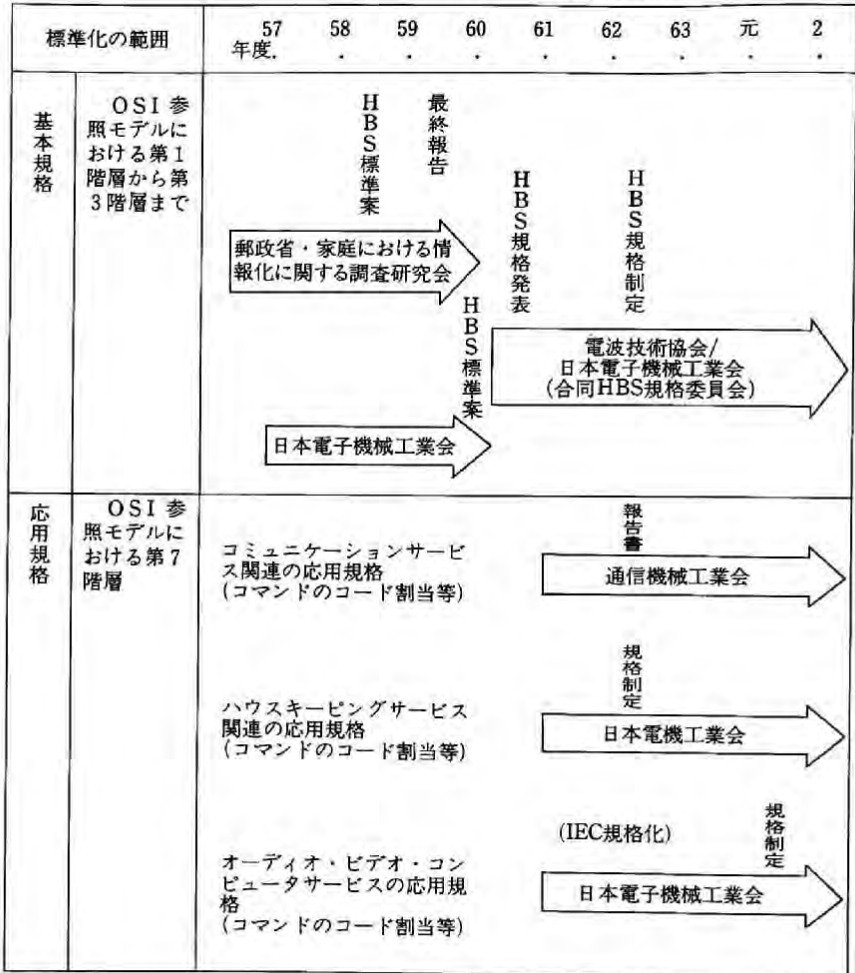 標準化の範囲
57 58 59 60 61 62 63 元 2
年度. . . . . . . . .
基本規格
OSI 参
照モデルに
おける第1
階層から第
3階層まで
HBS標準案
最終報告
HBS規格発表
HBS規格制定
郵政省・家庭における情
報化に関する調査研究会
HBS標準案
電波技術協会/
日本電子機械工業会
(合同HBS規格委員会)
日本電子機械工業会
応用規格
OSI 参
照モデルに
おける第7
階層
コミュニケーションサービ
ス関連の応用規格
(コマンドのコード割当等)
報告書
通信機械工業会
ハウスキーピングサービス
関連の応用規格
(コマンドのコード割当等)
規格制定
日本電機工業会
オーディオ・ビデオ・コン
ピュータサービスの応用規
格
(コマンドのコード割当等)
(IEC規格化)
規格制定
日本電子機械工業会